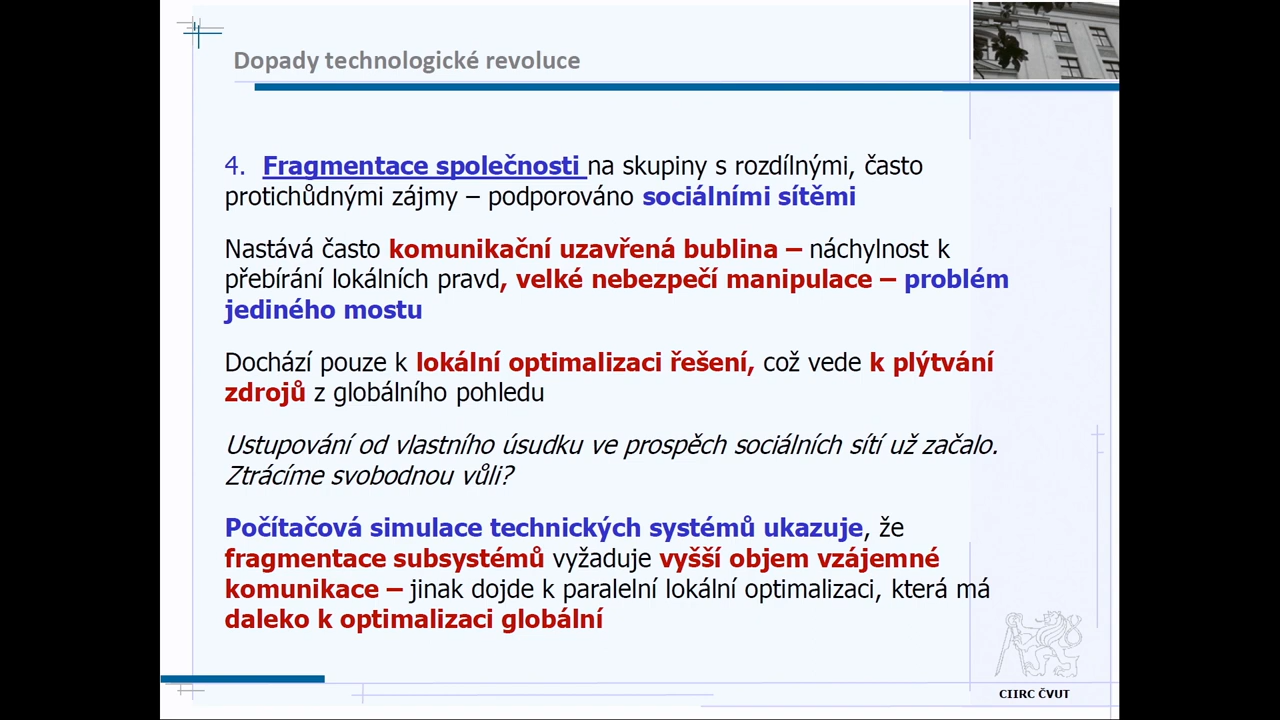 Dopady technologické revoluce
4. Fragmentace společnosti na skupiny s rozdílnými, často
protichůdnými zájmy – podporováno sociálními sítěmi
Nastává často komunikační uzavřená bublina – náchylnost k
přebírání lokálních pravd, velké nebezpečí manipulace – problém
jediného mostu
Dochází pouze k lokální optimalizaci řešení, což vede k plýtvání
zdrojů z globálního pohledu
Ustupování od vlastního úsudku ve prospěch sociálních sítí už začalo.
Ztrácíme svobodnou vůli?
Počítačová simulace technických systémů ukazuje, že
fragmentace subsystémů vyžaduje vyšší objem vzájemné
komunikace – jinak dojde k paralelní lokální optimalizaci, která má
daleko k optimalizaci globální
CIIRC ČVUT